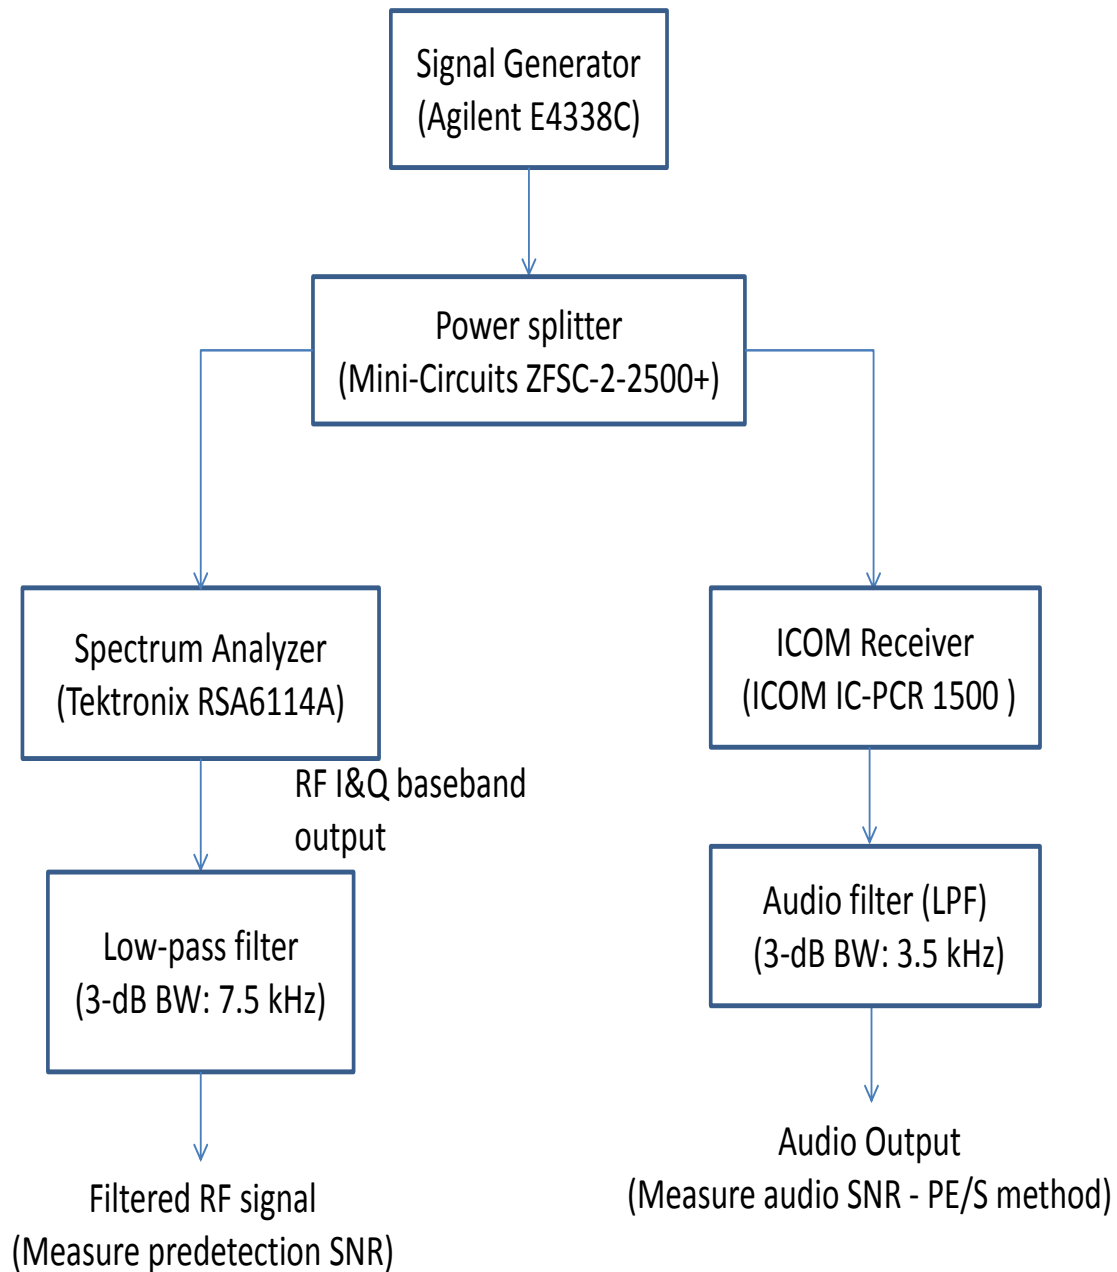 Signal Generator
(Agilent E4338C)
Power splitter
(Mini-Circuits ZFSC-2-2500+)
Spectrum Analyzer
(Tektronix RSA6114A)
RF I&Q baseband
output
Low-pass filter
(3-dB BW: 7.5 kHz)
Filtered RF signal
(Measure predetection SNR)
ICOM Receiver
(ICOM IC-PCR 1500 )
Audio filter (LPF)
(3-dB BW: 3.5 kHz)
Audio Output
(Measure audio SNR - PE/S method)